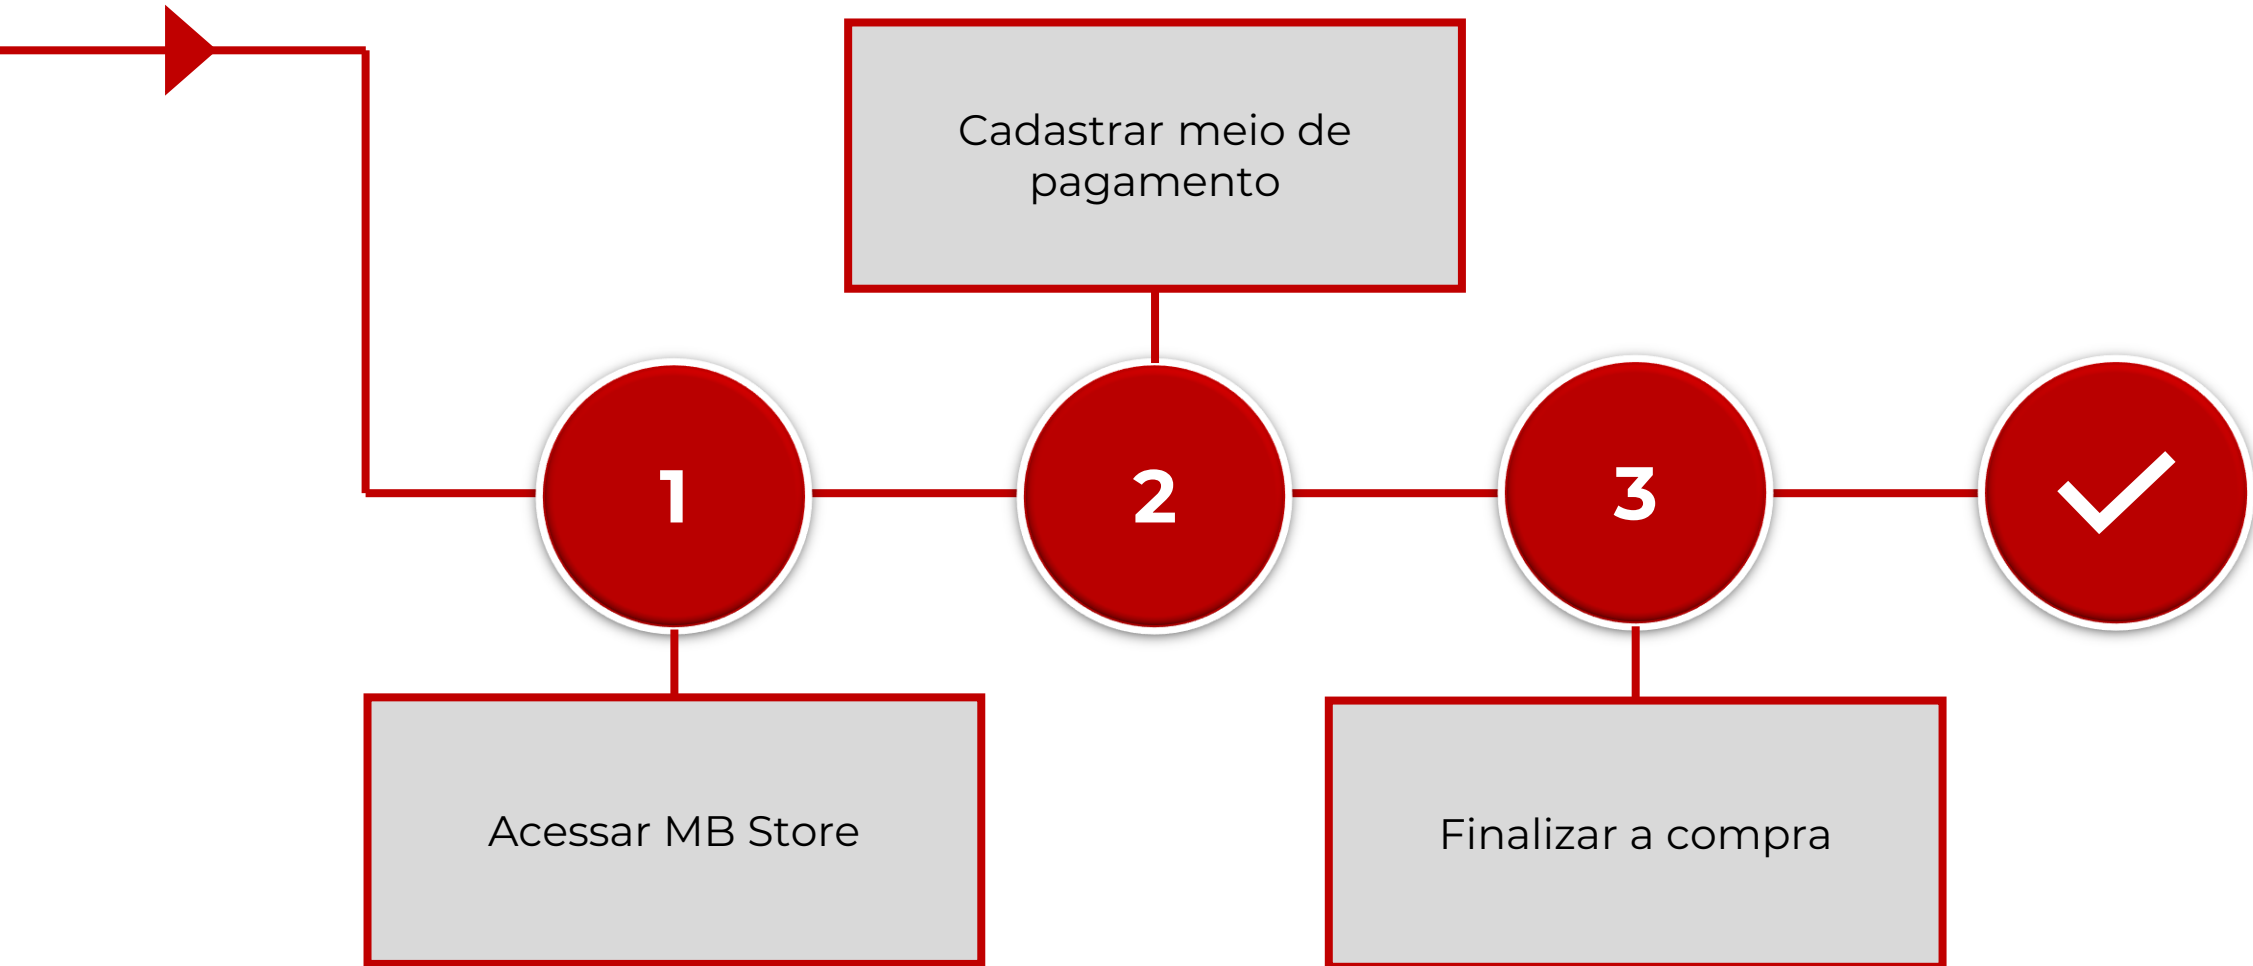 Cadastrar meio de
pagamento
1
2
3
Acessar MB Store
Finalizar a compra